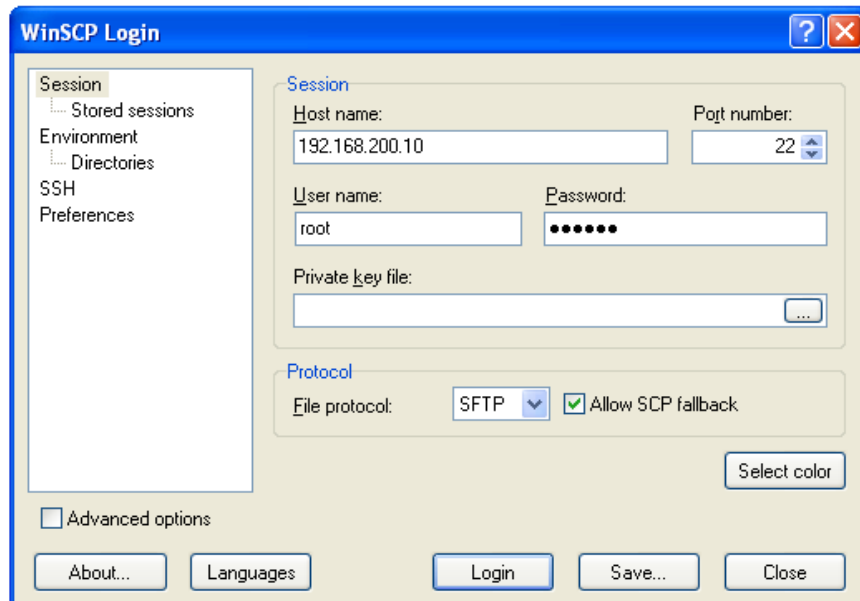 WinSCP Login
Session
Stored sessions
Environment
Directories
SSH
Preferences
Session
Host name:
Port number:
192.168.200.10
22
User name:
Password:
root
●●●●●●
Private key file:
...
Protocol
File protocol:
SFTP
Allow SCP fallback
Select color
Advanced options
About...
Languages
Login
Save...
Close